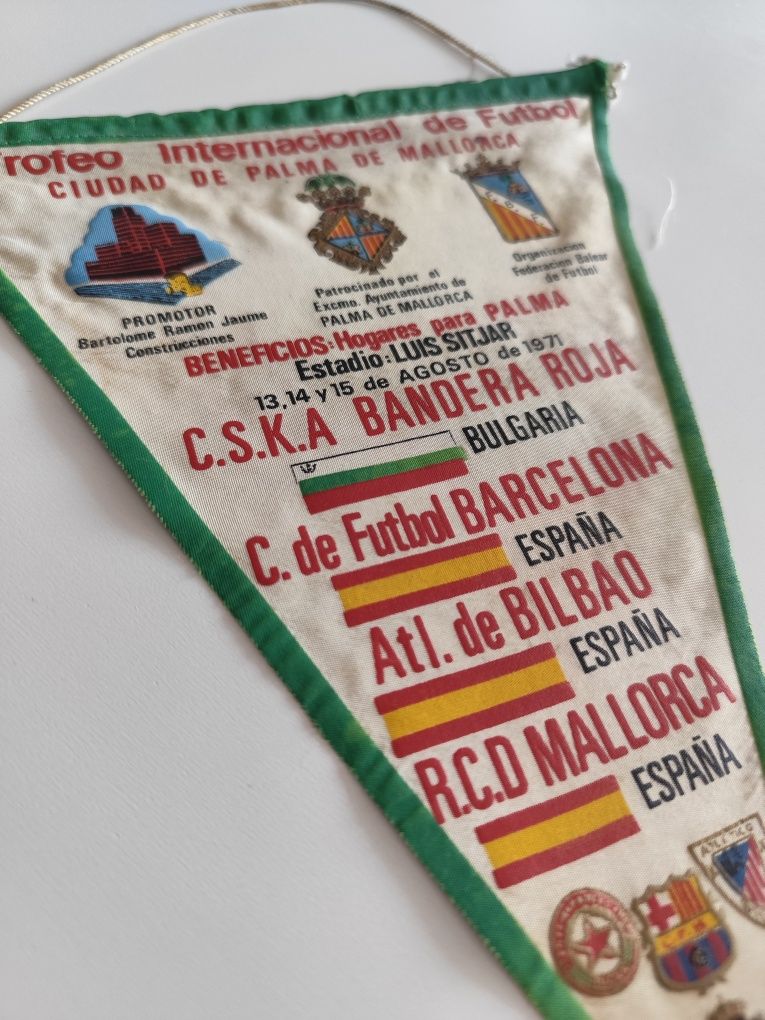 Trofeo Internacional de Futbol
CIUDAD DE PALMA DE MALLORCA
PROMOTOR
Bartolome Ramon Jaume
Construcciones
Patrocinado por el
Excmo. Ayuntamiento de
PALMA DE MALLORCA
Organizacion
Federacion Balear
de Futbol
BENEFICIOS: Hogares para PALMA
Estadio: LUIS SITJAR
13, 14 y 15 de AGOSTO de 1971
C.S.K.A BANDERA ROJA
BULGARIA
C. de Futbol BARCELONA
ESPAÑA
Atl. de BILBAO
ESPAÑA
R.C.D MALLORCA
ESPAÑA
ATLETICO